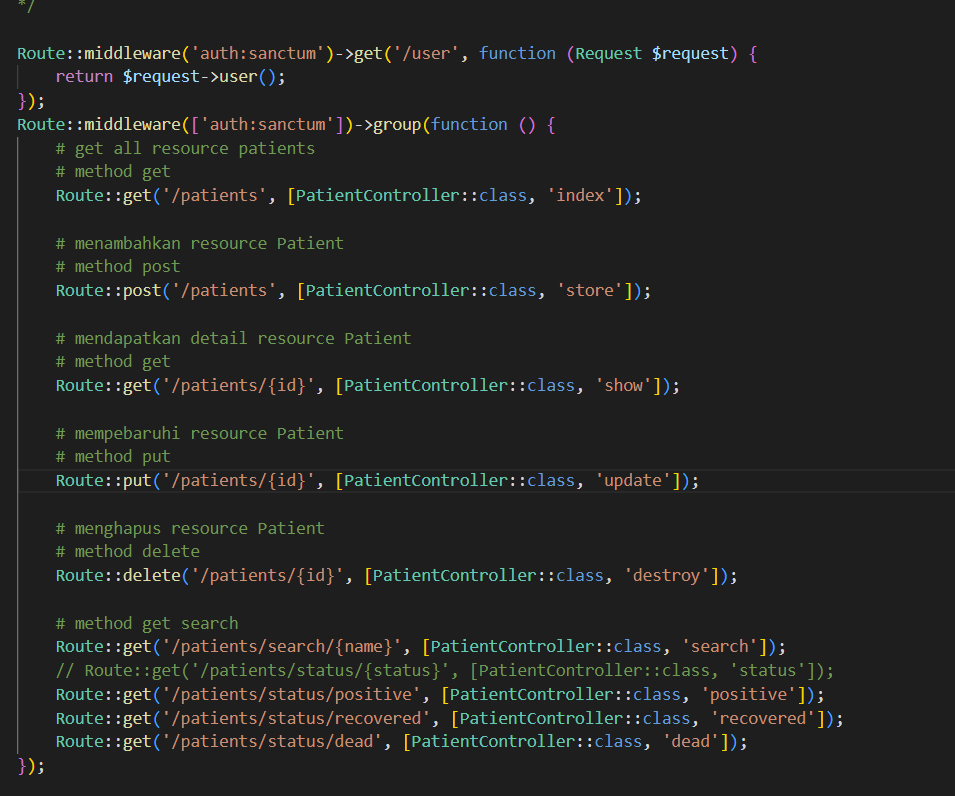 */
Route::middleware('auth:sanctum')->get('/user', function (Request $request) {
    return $request->user();
});
Route::middleware(['auth:sanctum'])->group(function () {
    # get all resource patients
    # method get
    Route::get('/patients', [PatientController::class, 'index']);
    # menambahkan resource Patient
    # method post
    Route::post('/patients', [PatientController::class, 'store']);
    # mendapatkan detail resource Patient
    # method get
    Route::get('/patients/{id}', [PatientController::class, 'show']);
    # mempebaruhi resource Patient
    # method put
    Route::put('/patients/{id}', [PatientController::class, 'update']);
    # menghapus resource Patient
    # method delete
    Route::delete('/patients/{id}', [PatientController::class, 'destroy']);
    # method get search
    Route::get('/patients/search/{name}', [PatientController::class, 'search']);
    // Route::get('/patients/status/{status}', [PatientController::class, 'status']);
    Route::get('/patients/status/positive', [PatientController::class, 'positive']);
    Route::get('/patients/status/recovered', [PatientController::class, 'recovered']);
    Route::get('/patients/status/dead', [PatientController::class, 'dead']);
});